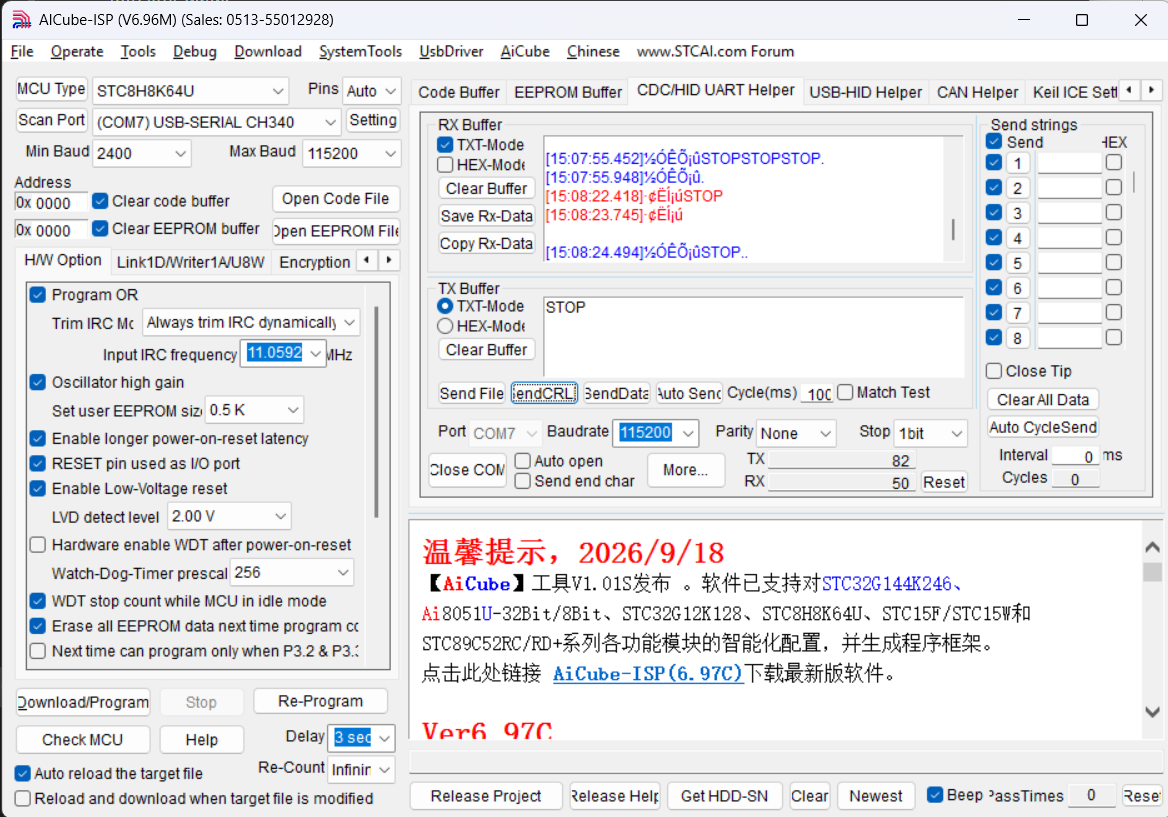 AICube-ISP (V6.96M) (Sales: 0513-55012928)
File Operate Tools Debug Download SystemTools UsbDriver AiCube Chinese www.STCAI.com Forum
MCU Type STC8H8K64U Pins Auto
Scan Port (COM7) USB-SERIAL CH340 Setting
Min Baud 2400 Max Baud 115200
Address
0x 0000 Clear code buffer Open Code File
0x 0000 Clear EEPROM buffer Open EEPROM File
H/W Option Link1D/Writer1A/U8W Encryption
Program OR
Trim IRC Mo Always trim IRC dynamically
Input IRC frequency 11.0592 MHz
Oscillator high gain
Set user EEPROM size 0.5 K
Enable longer power-on-reset latency
RESET pin used as I/O port
Enable Low-Voltage reset
LVD detect level 2.00 V
Hardware enable WDT after power-on-reset
Watch-Dog-Timer prescal 256
WDT stop count while MCU in idle mode
Erase all EEPROM data next time program co
Next time can program only when P3.2 & P3.3
Download/Program Stop Re-Program
Check MCU Help Delay 3 sec
Auto reload the target file Re-Count Infinin
Reload and download when target file is modified
Code Buffer EEPROM Buffer CDC/HID UART Helper USB-HID Helper CAN Helper Keil ICE Sett
RX Buffer
TXT-Mode
HEX-Mode
Clear Buffer
Save Rx-Data
Copy Rx-Data
[15:07:55.452]½ÓÊÕ¡ûSTOPSTOPSTOP.
[15:07:55.948]½ÓÊÕ¡û.
[15:08:22.418]·¢ËÍ¡úSTOP
[15:08:23.745]·¢ËÍ¡ú
[15:08:24.494]½ÓÊÕ¡ûSTOP..
TX Buffer
TXT-Mode
HEX-Mode
Clear Buffer
STOP
Send File SendCRLF SendData Auto Send Cycle(ms) 100 Match Test
Port COM7 Baudrate 115200 Parity None Stop 1bit
Close COM Auto open
Send end char
More... TX 82
RX 50 Reset
Send strings
Send HEX
1
2
3
4
5
6
7
8
Close Tip
Clear All Data
Auto CycleSend
Interval 0 ms
Cycles 0
温馨提示，2026/9/18
【AiCube】工具V1.01S发布 。软件已支持对STC32G144K246、
Ai8051U-32Bit/8Bit、STC32G12K128、STC8H8K64U、STC15F/STC15W和
STC89C52RC/RD+系列各功能模块的智能化配置，并生成程序框架。
点击此处链接 AiCube-ISP(6.97C)下载最新版软件。
Ver6.97C
Release Project Release Help Get HDD-SN Clear Newest Beep PassTimes 0 Reset